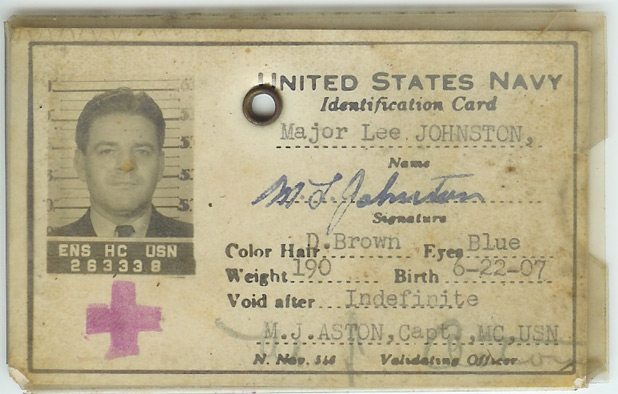 UNITED STATES NAVY
Identification Card
Major Lee JOHNSTON,
Name
M L Johnston
Signature
ENS HC USN
263338
Color Hair D.Brown Eyes Blue
Weight 190 Birth 6-22-07
Void after Indefinite
M.J.ASTON,Capt.,MC,USN
N. Nav. 546 Validating Officer